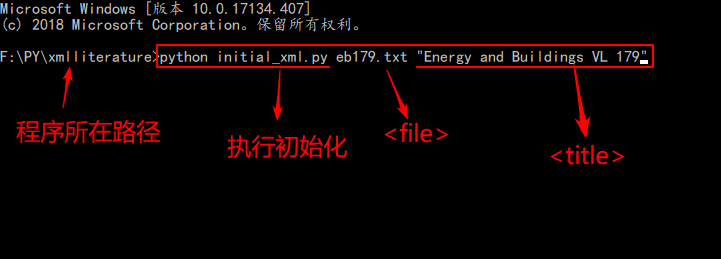 Microsoft Windows [版本 10.0.17134.407]
(c) 2018 Microsoft Corporation。保留所有权利。
F:\PY\xmlliterature>python initial_xml.py eb179.txt "Energy and Buildings VL 179"
程序所在路径
执行初始化
<file>
<title>